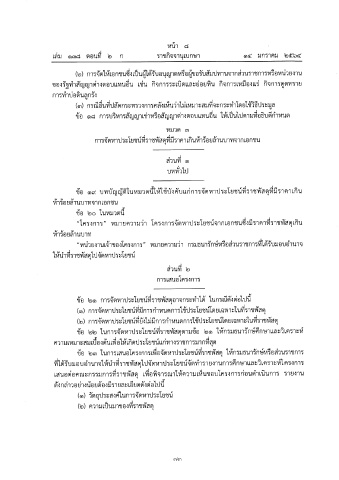 หน้า ๘
เล่ม ๑๓๘ ตอนที่ ๒ ก ราชกิจจานุเบกษา ๑๔ มกราคม ๒๕๖๔
(๒) การจัดให้เอกชนซึ่งเป็นผู้ได้รับอนุญาตหรือผู้ขอรับสัมปทานจากส่วนราชการหรือหน่วยงาน
ของรัฐทำสัญญาต่างตอบแทนอื่น เช่น กิจการระเบิดและย่อยหิน กิจการเหมืองแร่ กิจการดูดทราย
การทำบ่อดินลูกรัง
(๓) กรณีอื่นที่ปลัดกระทรวงการคลังเห็นว่าไม่เหมาะสมที่จะกระทำโดยใช้วิธีประมูล
ข้อ ๑๘ การบริหารสัญญาเช่าหรือสัญญาต่างตอบแทนอื่น ให้เป็นไปตามที่อธิบดีกำหนด
หมวด ๓
การจัดหาประโยชน์ที่ราชพัสดุที่มีราคาเกินห้าร้อยล้านบาทจากเอกชน
ส่วนที่ ๑
บททั่วไป
ข้อ ๑๙ บทบัญญัติในหมวดนี้ให้ใช้บังคับแก่การจัดหาประโยชน์ที่ราชพัสดุที่มีราคาเกิน
ห้าร้อยล้านบาทจากเอกชน
ข้อ ๒๐ ในหมวดนี้
"โครงการ" หมายความว่า โครงการจัดหาประโยชน์จากเอกชนซึ่งมีราคาที่ราชพัสดุเกิน
ห้าร้อยล้านบาท
"หน่วยงานเจ้าของโครงการ" หมายความว่า กรมธนารักษ์หรือส่วนราชการที่ได้รับมอบอำนาจ
ให้นำที่ราชพัสดุไปจัดหาประโยชน์
ส่วนที่ ๒
การเสนอโครงการ
ข้อ ๒๑ การจัดหาประโยชน์ที่ราชพัสดุอาจกระทำได้ ในกรณีดังต่อไปนี้
(๑) การจัดหาประโยชน์ที่มีการกำหนดการใช้ประโยชน์โดยเฉพาะในที่ราชพัสดุ
(๒) การจัดหาประโยชน์ที่ยังไม่มีการกำหนดการใช้ประโยชน์โดยเฉพาะในที่ราชพัสดุ
ข้อ ๒๒ ในการจัดหาประโยชน์ที่ราชพัสดุตามข้อ ๒๑ ให้กรมธนารักษ์ศึกษาและวิเคราะห์
ความเหมาะสมเบื้องต้นเพื่อให้เกิดประโยชน์แก่ทางราชการมากที่สุด
ข้อ ๒๓ ในการเสนอโครงการเพื่อจัดหาประโยชน์ที่ราชพัสดุ ให้กรมธนารักษ์หรือส่วนราชการ
ที่ได้รับมอบอำนาจให้นำที่ราชพัสดุไปจัดหาประโยชน์จัดทำรายงานการศึกษาและวิเคราะห์โครงการ
เสนอต่อคณะกรรมการที่ราชพัสดุ เพื่อพิจารณาให้ความเห็นชอบโครงการก่อนดำเนินการ รายงาน
ดังกล่าวอย่างน้อยต้องมีรายละเอียดดังต่อไปนี้
(๑) วัตถุประสงค์ในการจัดหาประโยชน์
(๒) ความเป็นมาของที่ราชพัสดุ